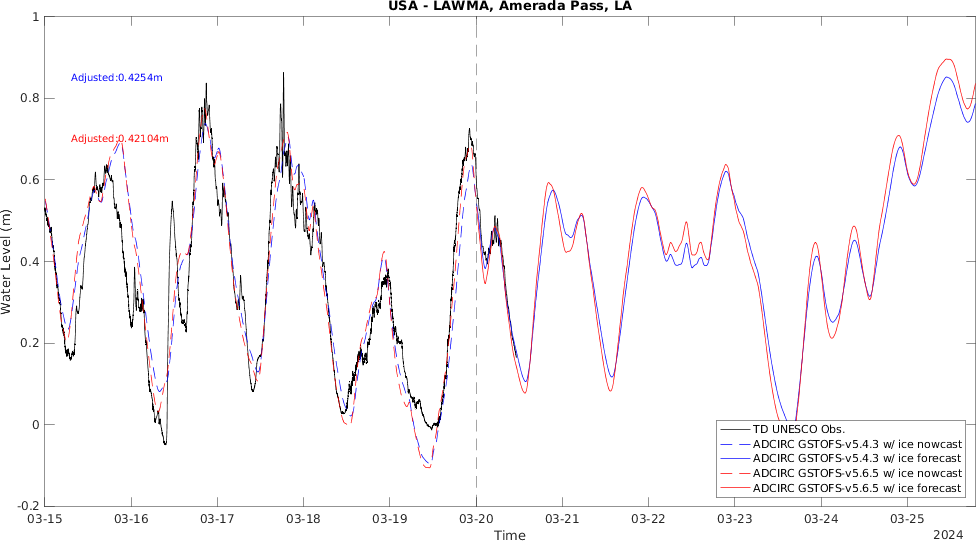 USA - LAWMA, Amerada Pass, LA
1
0.8
0.6
0.4
0.2
0
-0.2
Water Level (m)
Adjusted:0.4254m
Adjusted:0.42104m
TD UNESCO Obs.
ADCIRC GSTOFS-v5.4.3 w/ ice nowcast
ADCIRC GSTOFS-v5.4.3 w/ ice forecast
ADCIRC GSTOFS-v5.6.5 w/ ice nowcast
ADCIRC GSTOFS-v5.6.5 w/ ice forecast
03-15 03-16 03-17 03-18 03-19 03-20 03-21 03-22 03-23 03-24 03-25
Time
2024